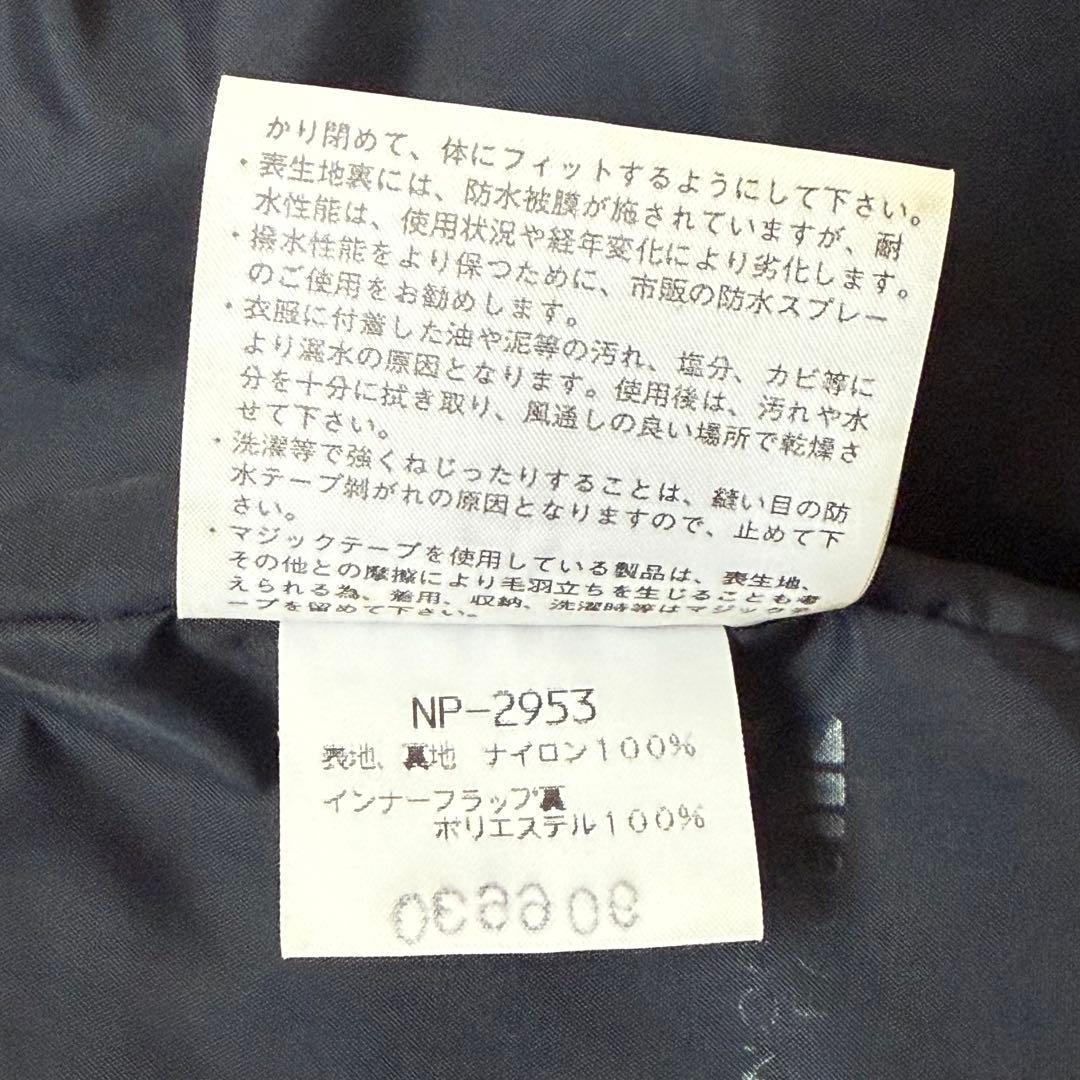 かり閉めて、体にフィットするようにして下さい。
・表生地裏には、防水被膜が施されていますが、耐
水性能は、使用状況や経年変化により劣化します。
・撥水性能をより保つために、市販の防水スプレー
のご使用をお勧めします。
・衣服に付着した油や泥等の汚れ、塩分、カビ等に
より漏水の原因となります。使用後は、汚れや水
分を十分に拭き取り、風通しの良い場所で乾燥さ
せて下さい。
・洗濯等で強くねじったりすることは、縫い目の防
水テープ剥がれの原因となりますので、止めて下
さい。
・マジックテープを使用している製品は、表生地、
その他との摩擦により毛羽立ちを生じることも考
えられる為、着用、収納、洗濯時等はマジックテ
ープを留めて下さい。
NP-2953
表地、裏地 ナイロン100%
インナーフラップ裏
ポリエステル100%